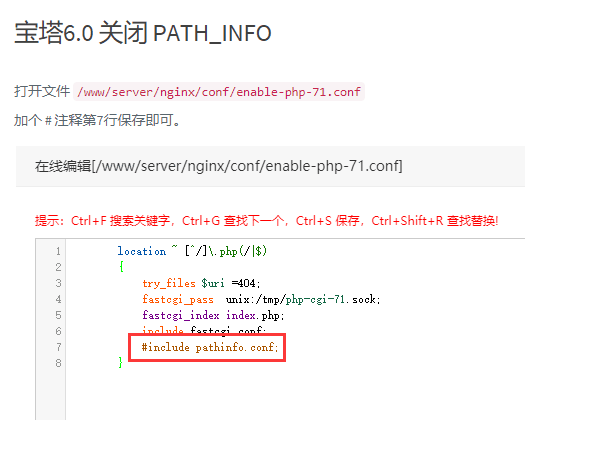 宝塔6.0 关闭 PATH_INFO
打开文件 /www/server/nginx/conf/enable-php-71.conf
加个 # 注释第7行保存即可。
在线编辑[/www/server/nginx/conf/enable-php-71.conf]
提示：Ctrl+F 搜索关键字，Ctrl+G 查找下一个，Ctrl+S 保存，Ctrl+Shift+R 查找替换!
1 location ~ [^/]\.php(/|$)
2 {
3 try_files $uri =404;
4 fastcgi_pass unix:/tmp/php-cgi-71.sock;
5 fastcgi_index index.php;
6 include fastcgi.conf;
7 #include pathinfo.conf;
8 }